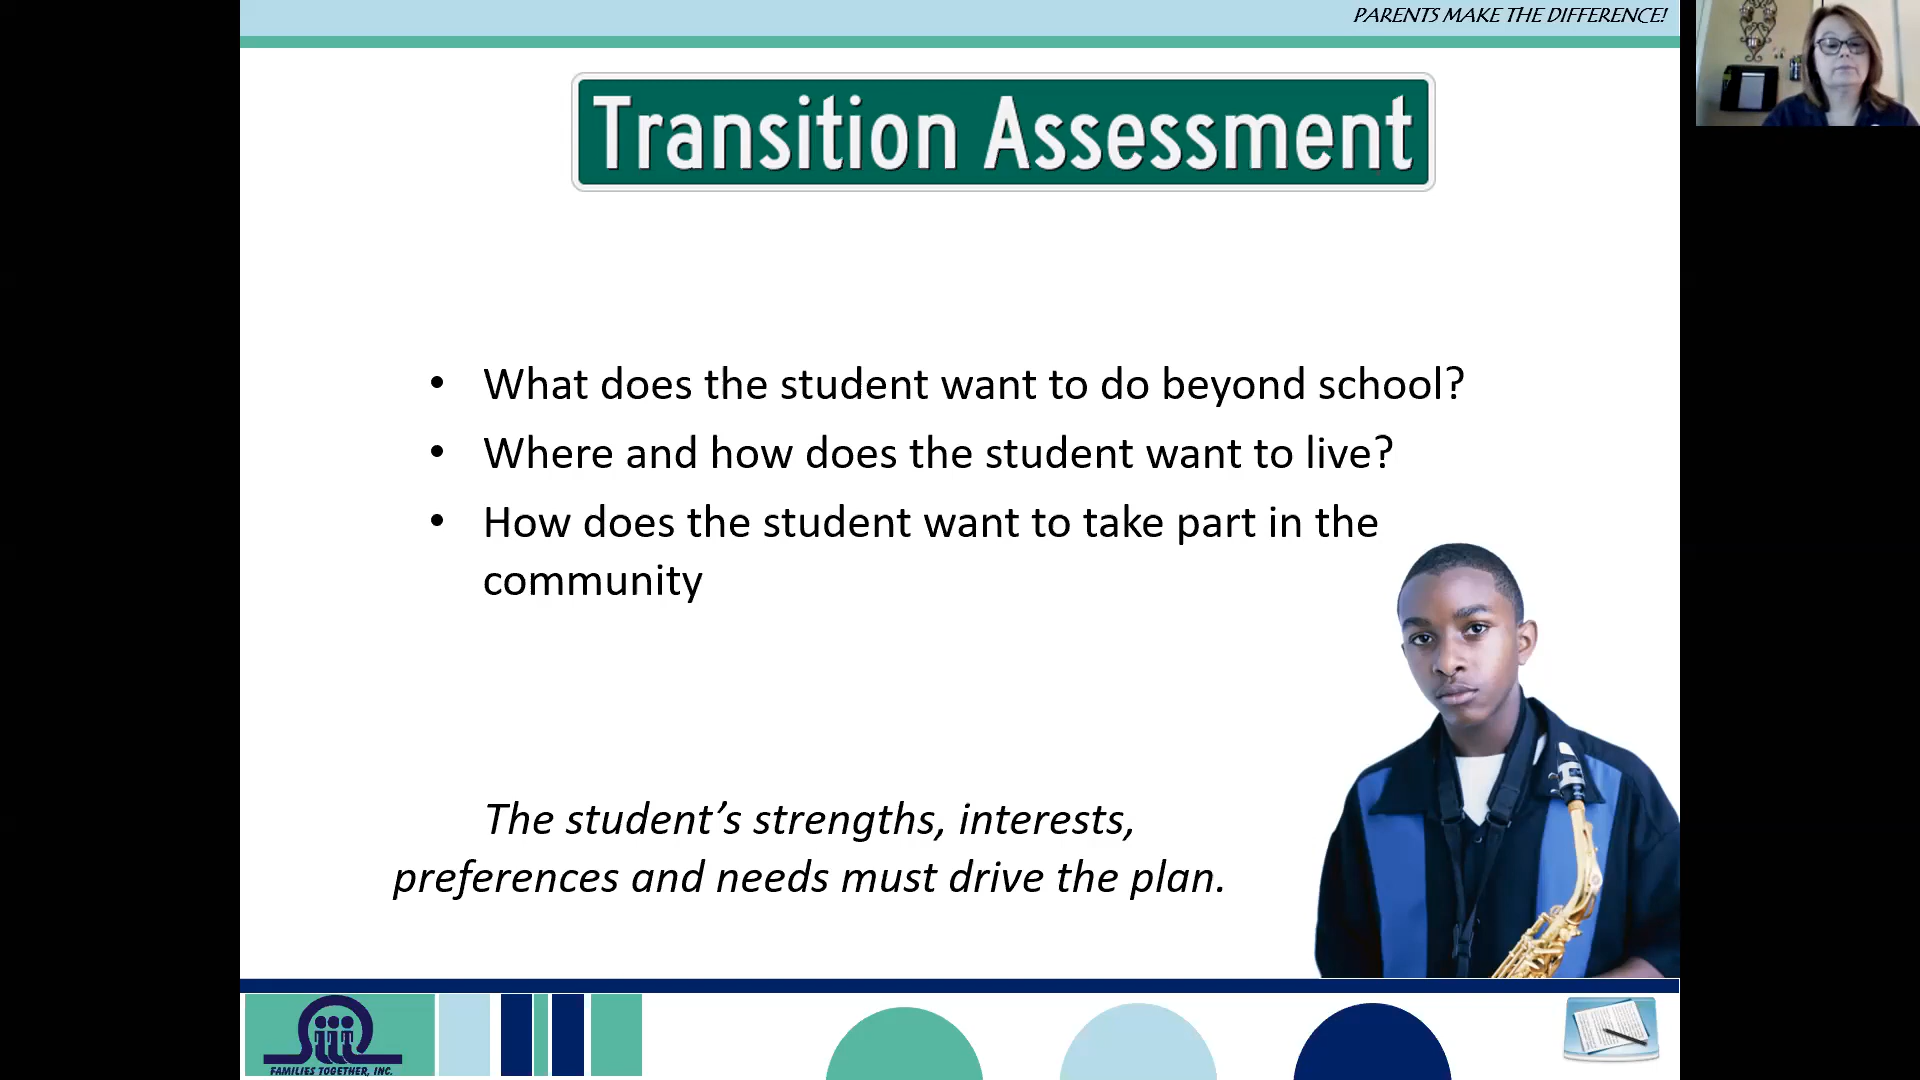 PARENTS MAKE THE DIFFERENCE!
Transition Assessment
• What does the student want to do beyond school?
• Where and how does the student want to live?
• How does the student want to take part in the
community
The student’s strengths, interests,
preferences and needs must drive the plan.
FAMILIES TOGETHER, INC.